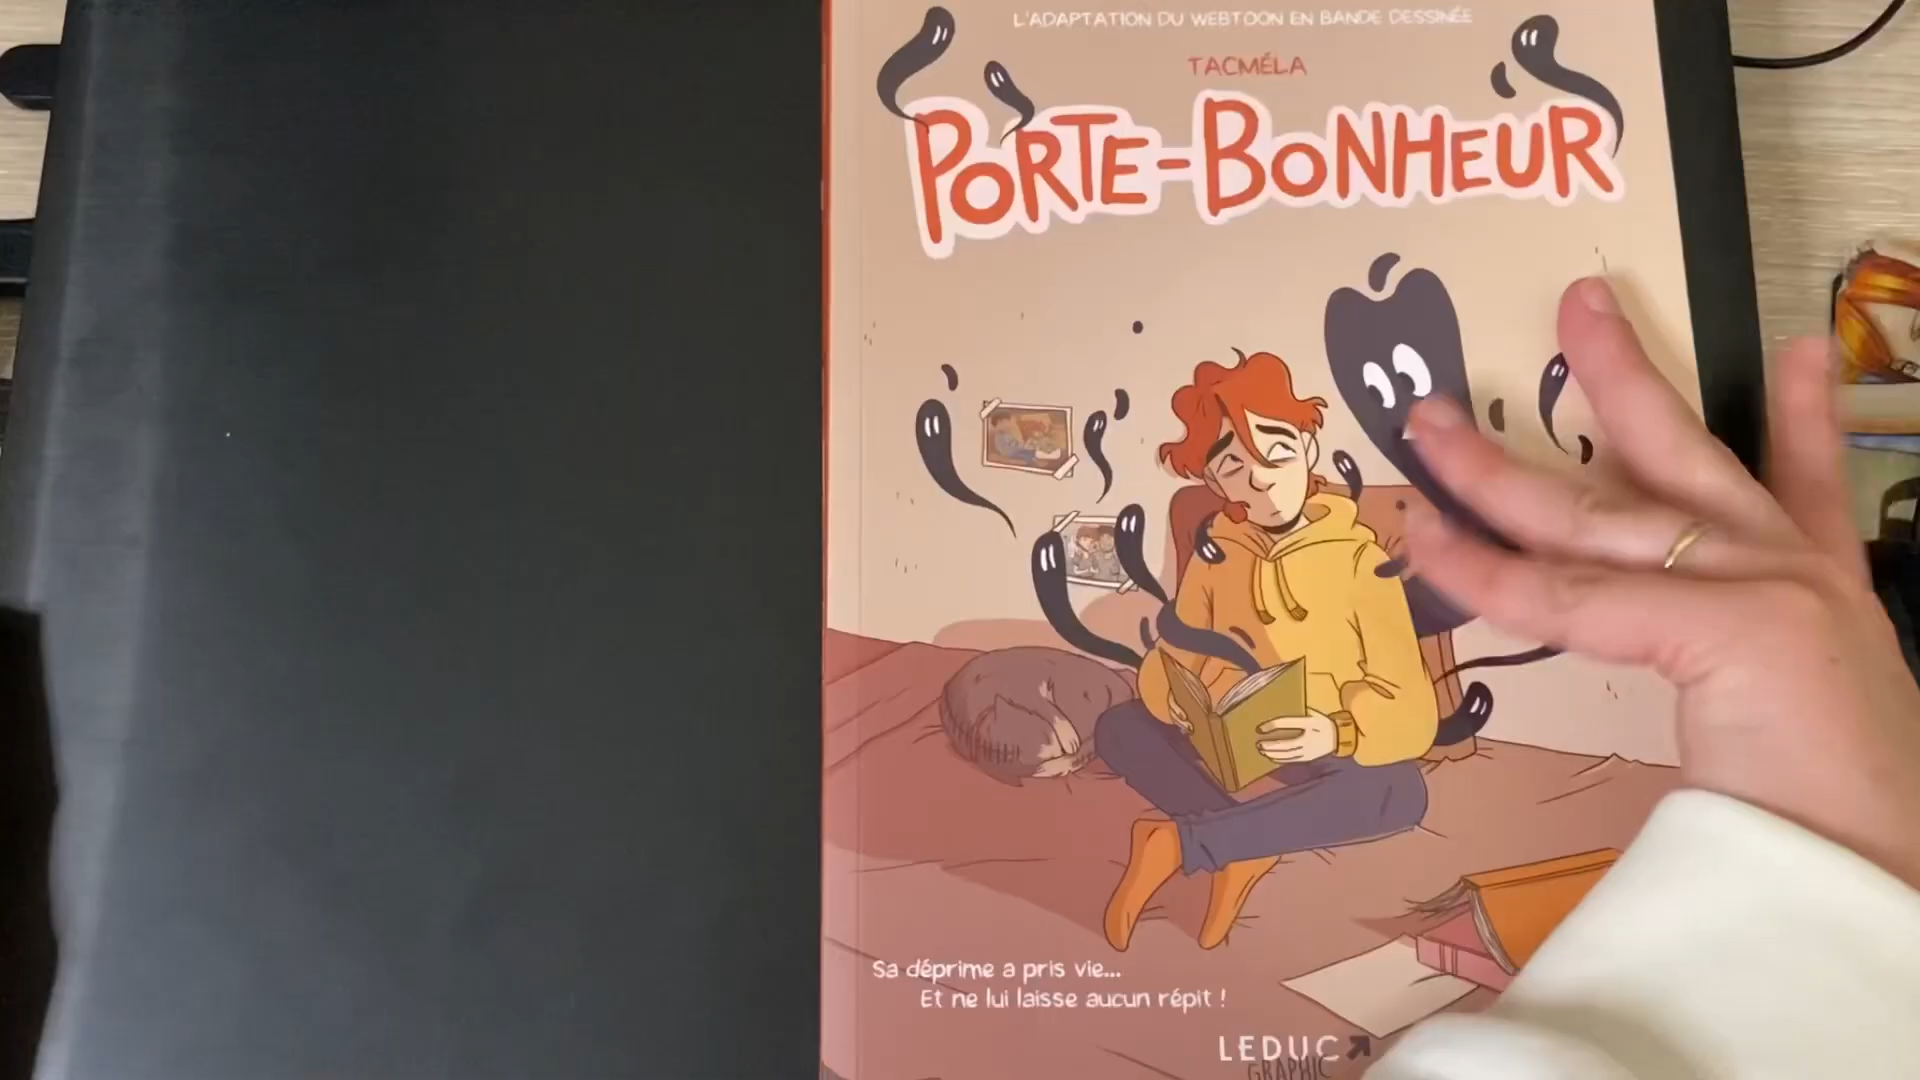 L'ADAPTATION DU WEBTOON EN BANDE DESSINÉE
TACMÉLA
PORTE-BONHEUR
Sa déprime a pris vie...
Et ne lui laisse aucun répit !
LEDUC
GRAPHIC